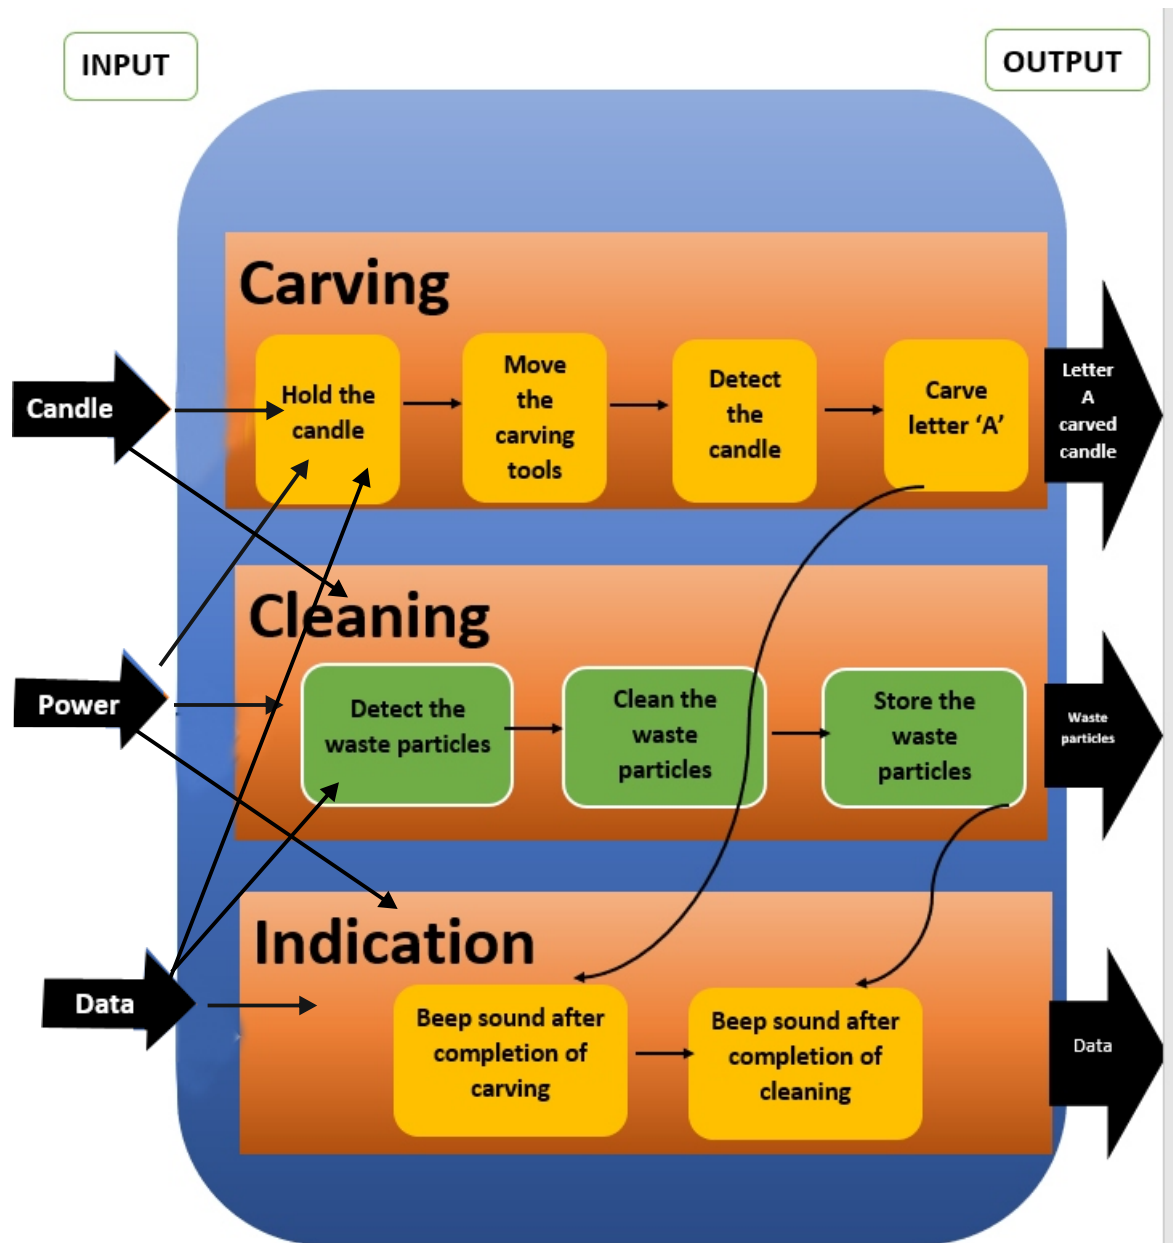 INPUT
OUTPUT
Carving
Candle
Hold the
candle
Move
the
carving
tools
Detect
the
candle
Carve
letter ‘A’
Letter
A
carved
candle
Cleaning
Power
Detect the
waste particles
Clean the
waste
particles
Store the
waste
particles
Waste
particles
Indication
Data
Beep sound after
completion of
carving
Beep sound after
completion of
cleaning
Data